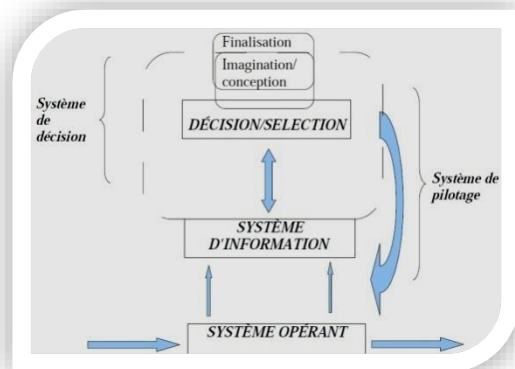 Finalisation
Imagination/
conception
Système
de
décision
DÉCISION/SELECTION
Système de
pilotage
SYSTÈME
D'INFORMATION
SYSTÈME OPÉRANT